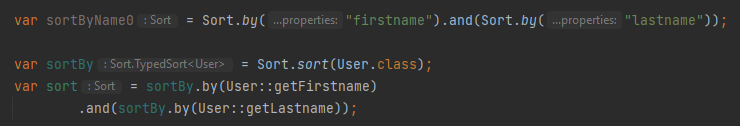 var sortByName0 : Sort = Sort.by( ...properties: "firstname").and(Sort.by( ...properties: "lastname"));
var sortBy : Sort.TypedSort<User> = Sort.sort(User.class);
var sort : Sort = sortBy.by(User::getFirstname)
.and(sortBy.by(User::getLastname));